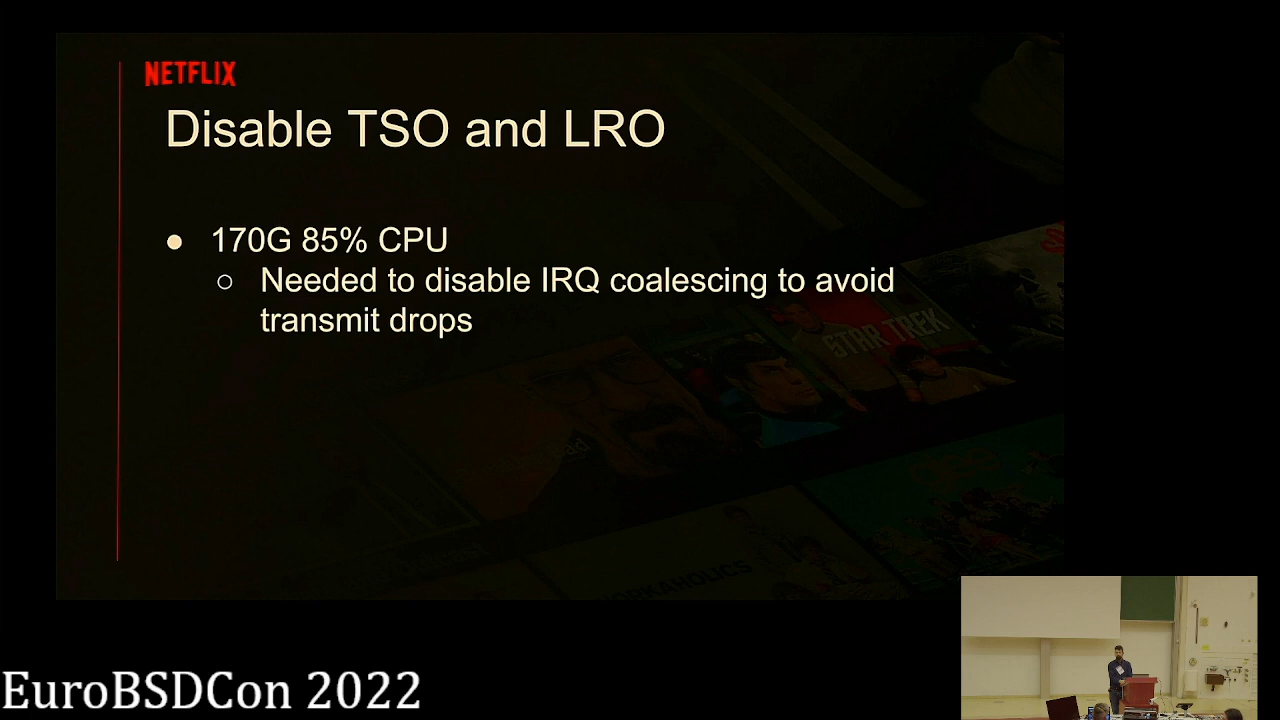 NETFLIX
Disable TSO and LRO
● 170G 85% CPU
○ Needed to disable IRQ coalescing to avoid
transmit drops
STAR TREK
EuroBSDCon 2022